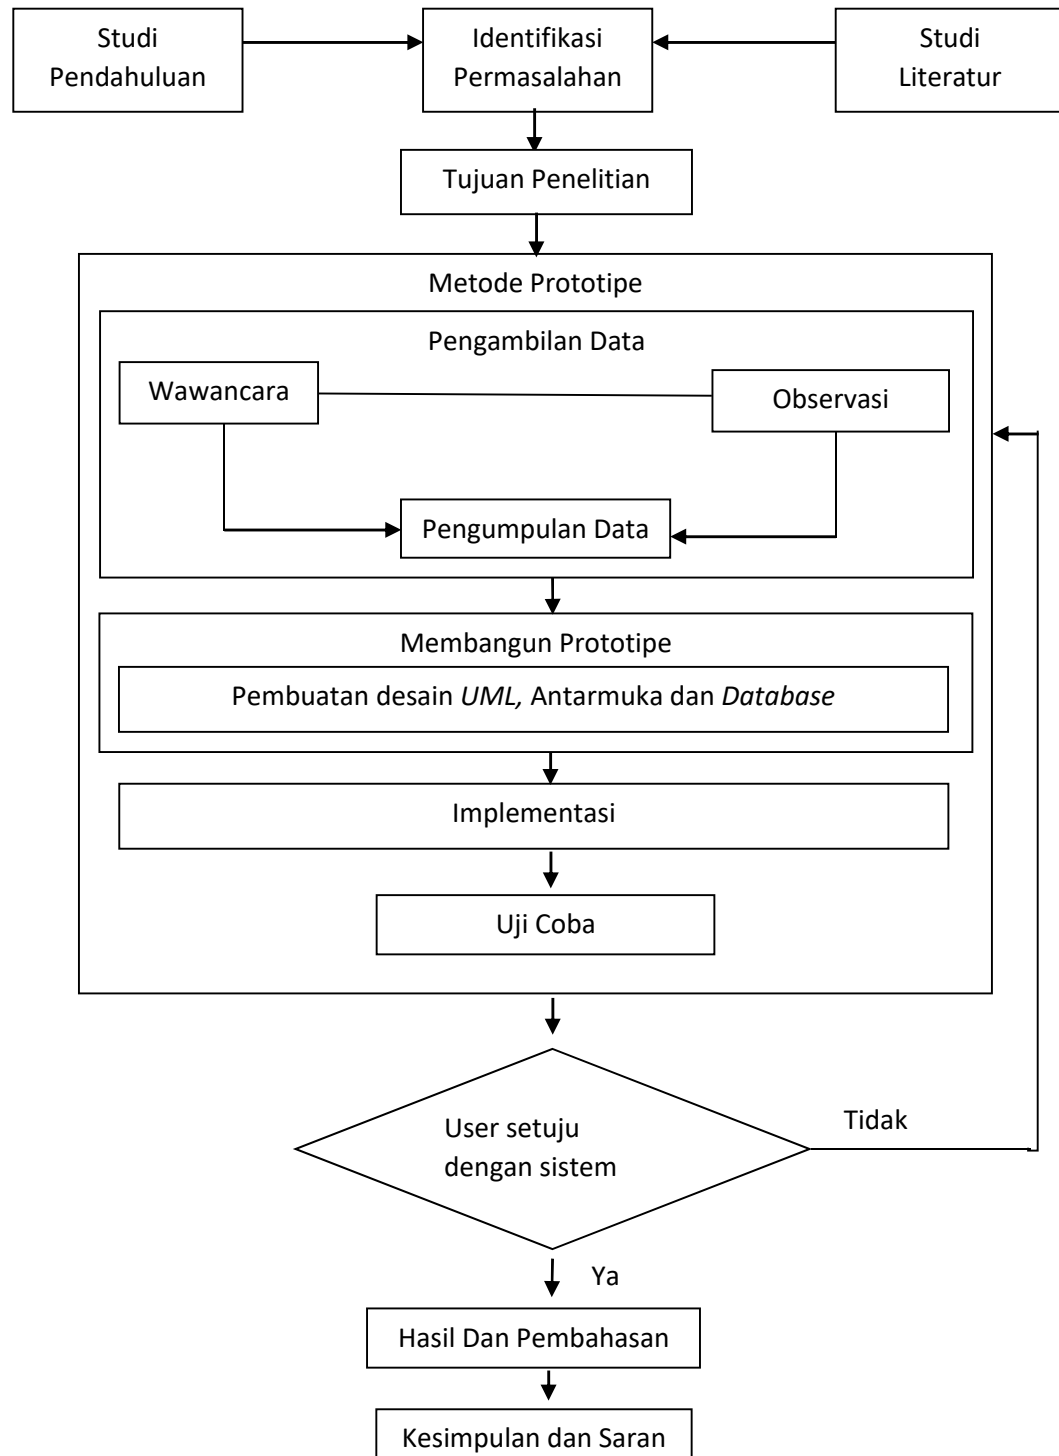 Studi
Pendahuluan
Identifikasi
Permasalahan
Studi
Literatur
Tujuan Penelitian
Metode Prototipe
Pengambilan Data
Wawancara
Observasi
Pengumpulan Data
Membangun Prototipe
Pembuatan desain UML, Antarmuka dan Database
Implementasi
Uji Coba
User setuju
dengan sistem
Tidak
Ya
Hasil Dan Pembahasan
Kesimpulan dan Saran